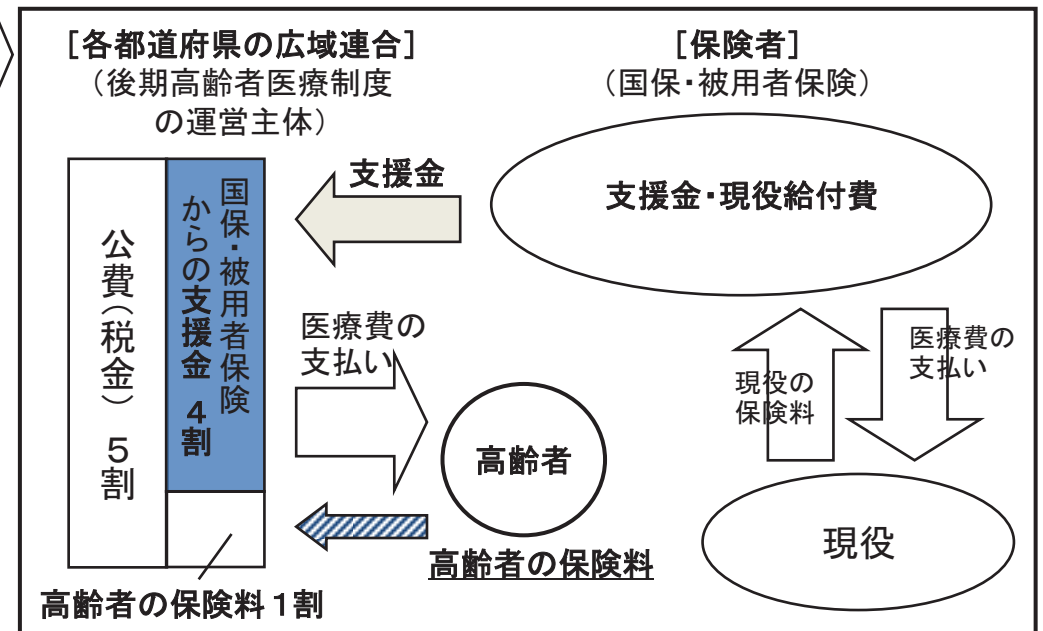 [各都道府県の広域連合]
（後期高齢者医療制度
の運営主体）
[保険者]
（国保・被用者保険）
公費（税金） ５割
国保・被用者保険
からの支援金 ４割
支援金
支援金・現役給付費
医療費の
支払い
高齢者
高齢者の保険料
高齢者の保険料１割
現役の
保険料
医療費の
支払い
現役